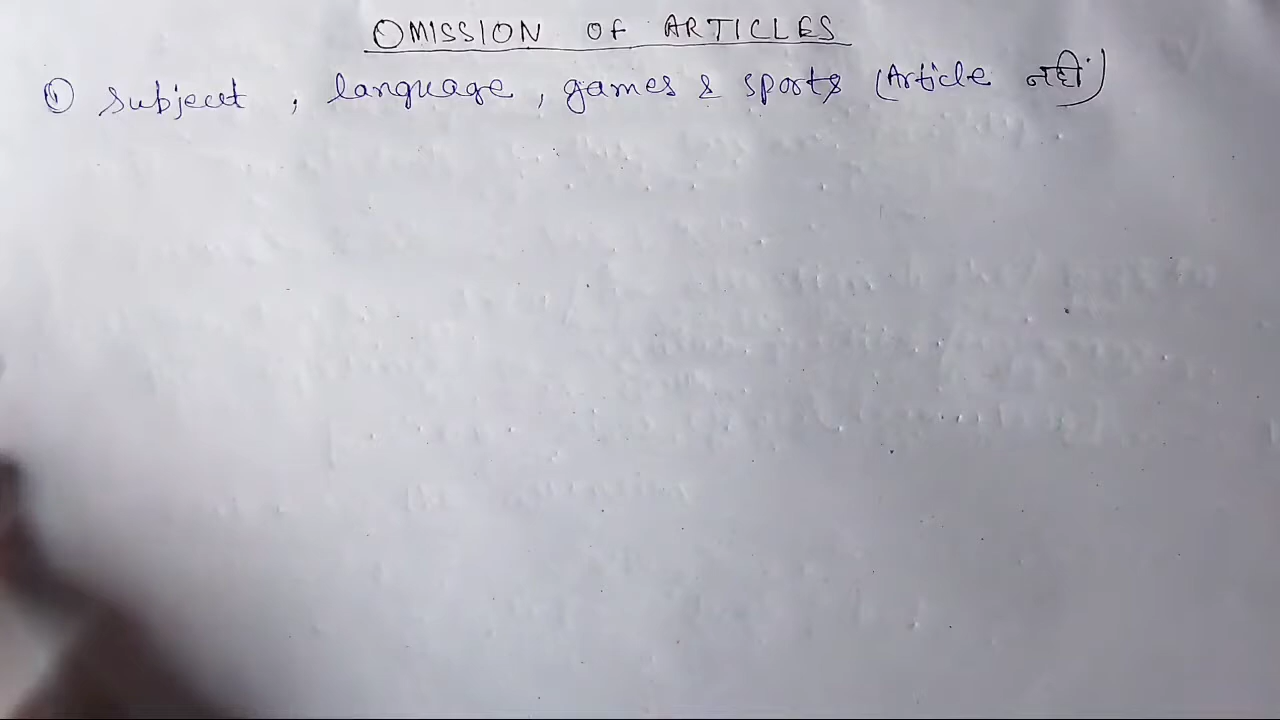 OMISSION OF ARTICLES
① Subject , language , games & sports (Article नहीं)